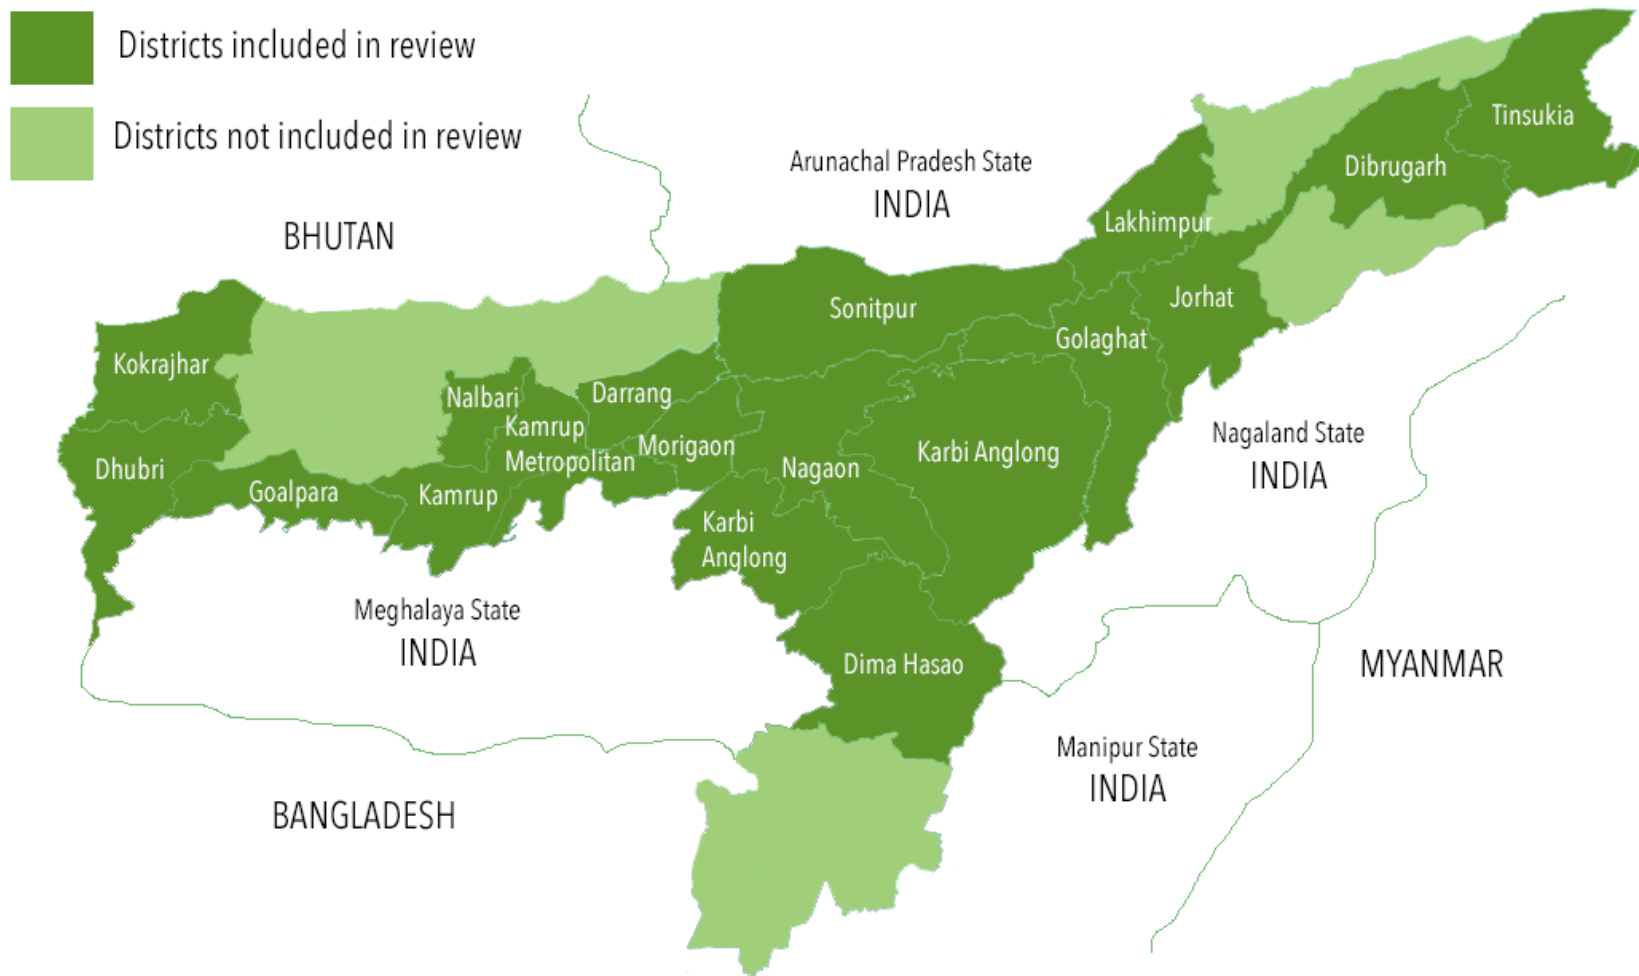 Districts included in review
Districts not included in review
Arunachal Pradesh State
INDIA
BHUTAN
Tinsukia
Dibrugarh
Lakhimpur
Jorhat
Sonitpur
Golaghat
Kokrajhar
Nalbari
Darrang
Kamrup
Metropolitan
Morigaon
Dhubri
Goalpara
Kamrup
Nagaon
Karbi Anglong
Karbi
Anglong
Nagaland State
INDIA
Meghalaya State
INDIA
Dima Hasao
MYANMAR
Manipur State
INDIA
BANGLADESH